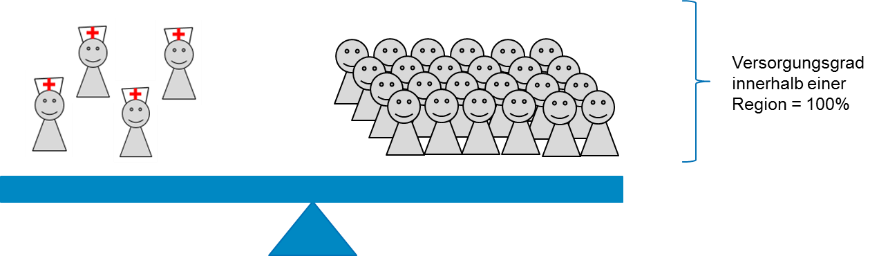 Versorgungsgrad
innerhalb einer
Region = 100%